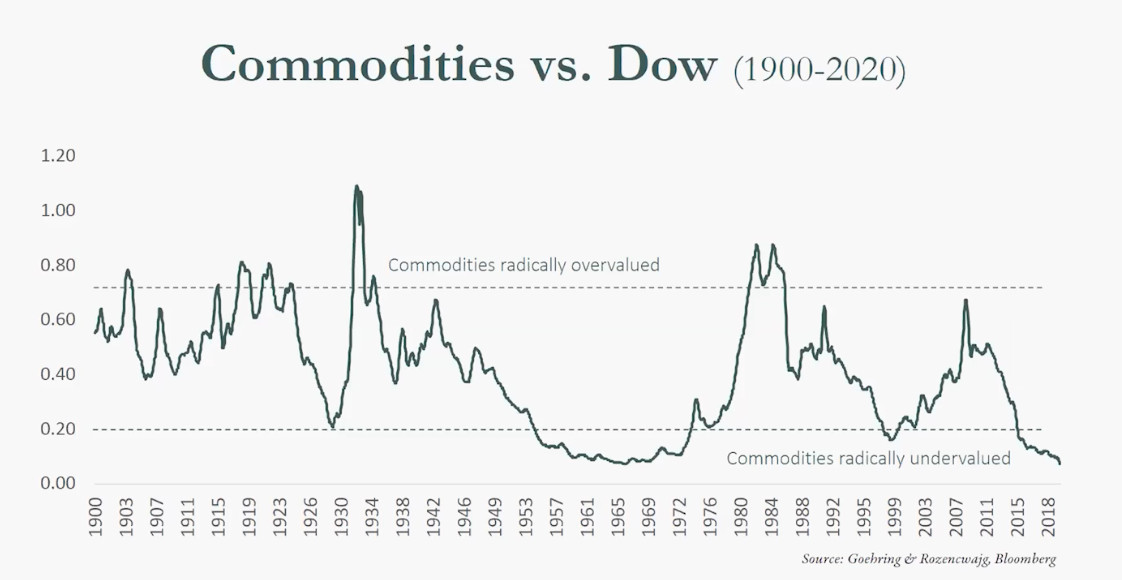 Commodities vs. Dow (1900-2020)
1.20
1.00
0.80
0.60
0.40
0.20
0.00
Commodities radically overvalued
Commodities radically undervalued
1900 1903 1907 1911 1915 1919 1923 1926 1930 1934 1938 1942 1946 1949 1953 1957 1961 1965 1969 1972 1976 1980 1984 1988 1992 1995 1999 2003 2007 2011 2015 2018
Source: Goehring & Rozencwajg, Bloomberg